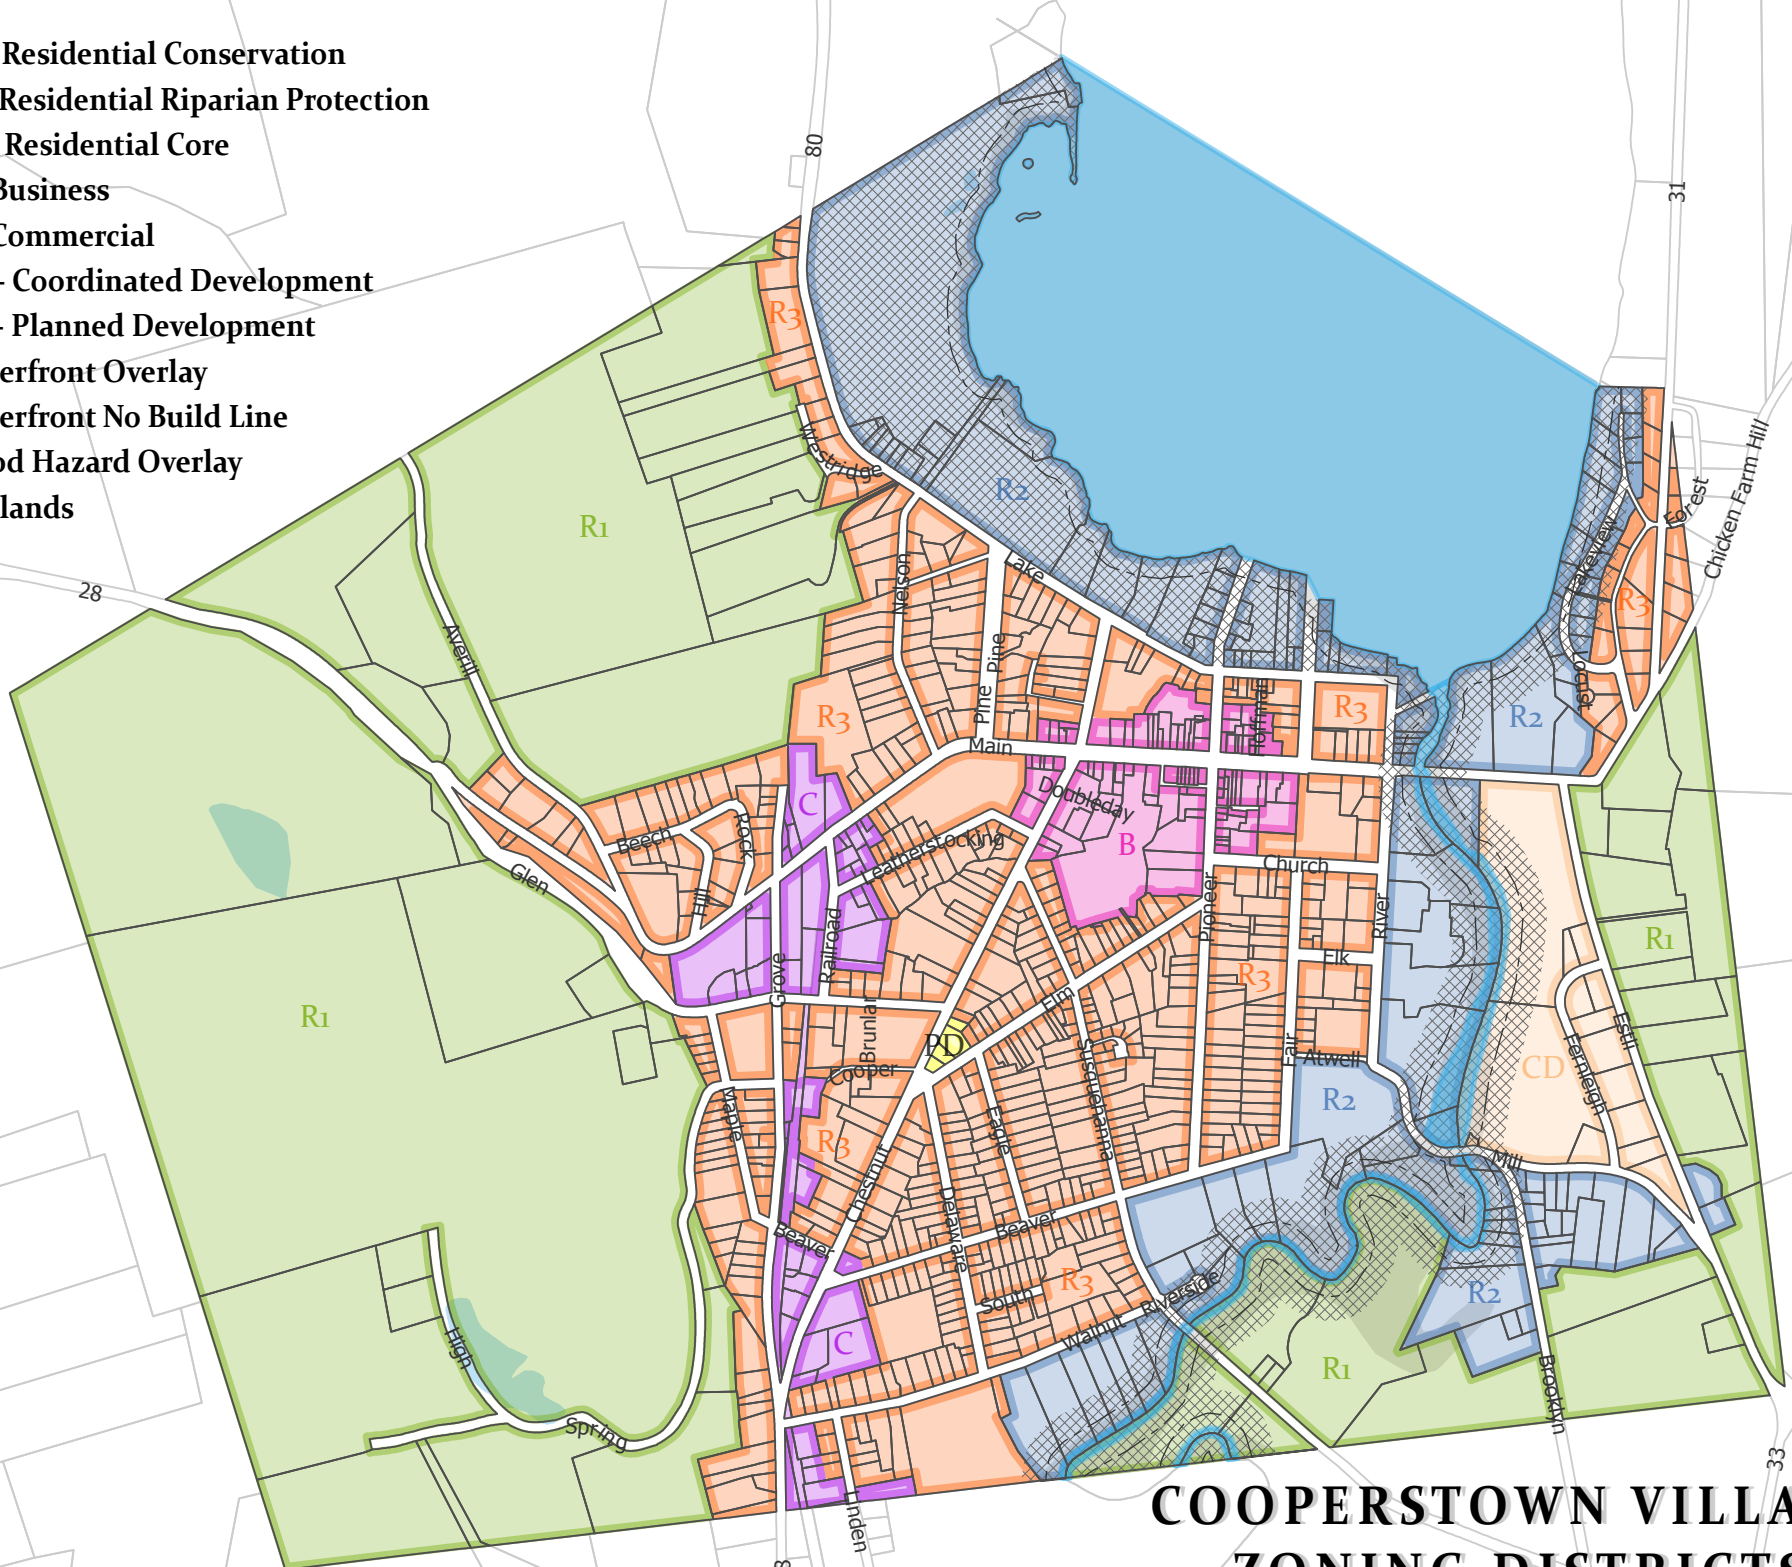 Residential Conservation
Residential Riparian Protection
Residential Core
Business
Commercial
- Coordinated Development
- Planned Development
erfront Overlay
erfront No Build Line
od Hazard Overlay
lands
80
31
28
33
R3
Westridge
R2
R1
Forest
Chicken Farm Hill
Lakeview
R3
Locust
R2
Lake
Nelson
Pine
Pine
Averill
R3
Main
Hoffman
R3
C
Doubleday
B
Beech
Rock
Leatherstocking
Glen
Hill
Church
Pioneer
River
Railroad
Grove
R1
R3
Elk
R1
Elm
Brunlan
PD
Cooper
Fair
Atwell
Estli
Fernleigh
CD
R2
Maple
Susquehanna
Eagle
R3
Chestnut
Mill
Delaware
Beaver
Beaver
South
R3
Riverside
Walnut
R2
C
R1
High
Spring
Brooklyn
Linden
COOPERSTOWN VILLA
ZONING DISTRICTS